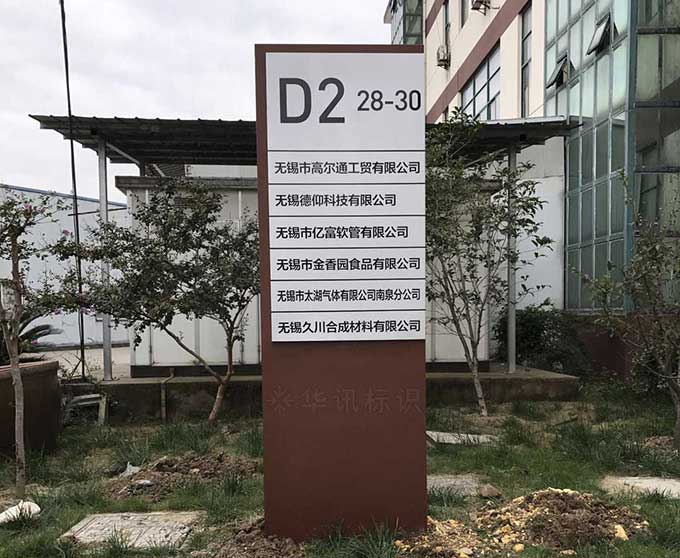 D2 28-30
无锡市高尔通工贸有限公司
无锡德仰科技有限公司
无锡市亿富软管有限公司
无锡市金香园食品有限公司
无锡市太湖气体有限公司南泉分公司
无锡久川合成材料有限公司
华讯标识